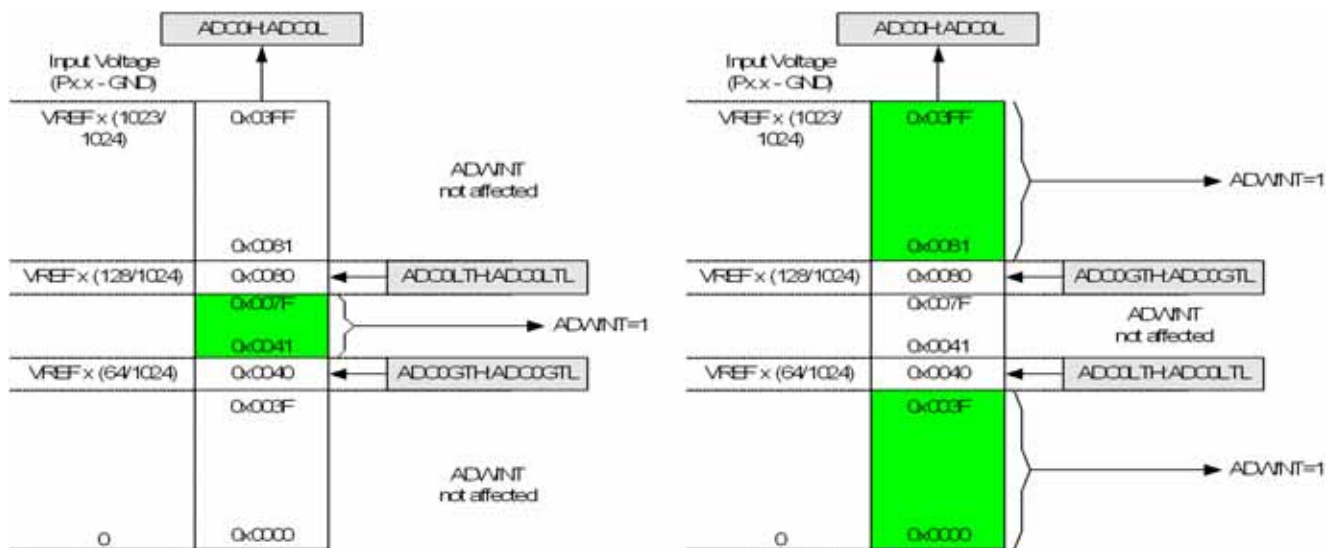 ADC0H:ADC0L
Input Voltage
(Px.x - GND)
VREF x (1023/
1024)
0x03FF
ADWINT
not affected
0x0081
VREF x (128/1024)
0x0080
ADC0LTH:ADC0LTL
0x007F
ADWINT=1
0x0041
VREF x (64/1024)
0x0040
ADC0GTH:ADC0GTL
0x003F
ADWINT
not affected
0
0x0000
ADC0H:ADC0L
Input Voltage
(Px.x - GND)
VREF x (1023/
1024)
0x03FF
ADWINT=1
0x0081
VREF x (128/1024)
0x0080
ADC0GTH:ADC0GTL
0x007F
ADWINT
not affected
0x0041
VREF x (64/1024)
0x0040
ADC0LTH:ADC0LTL
0x003F
ADWINT=1
0
0x0000